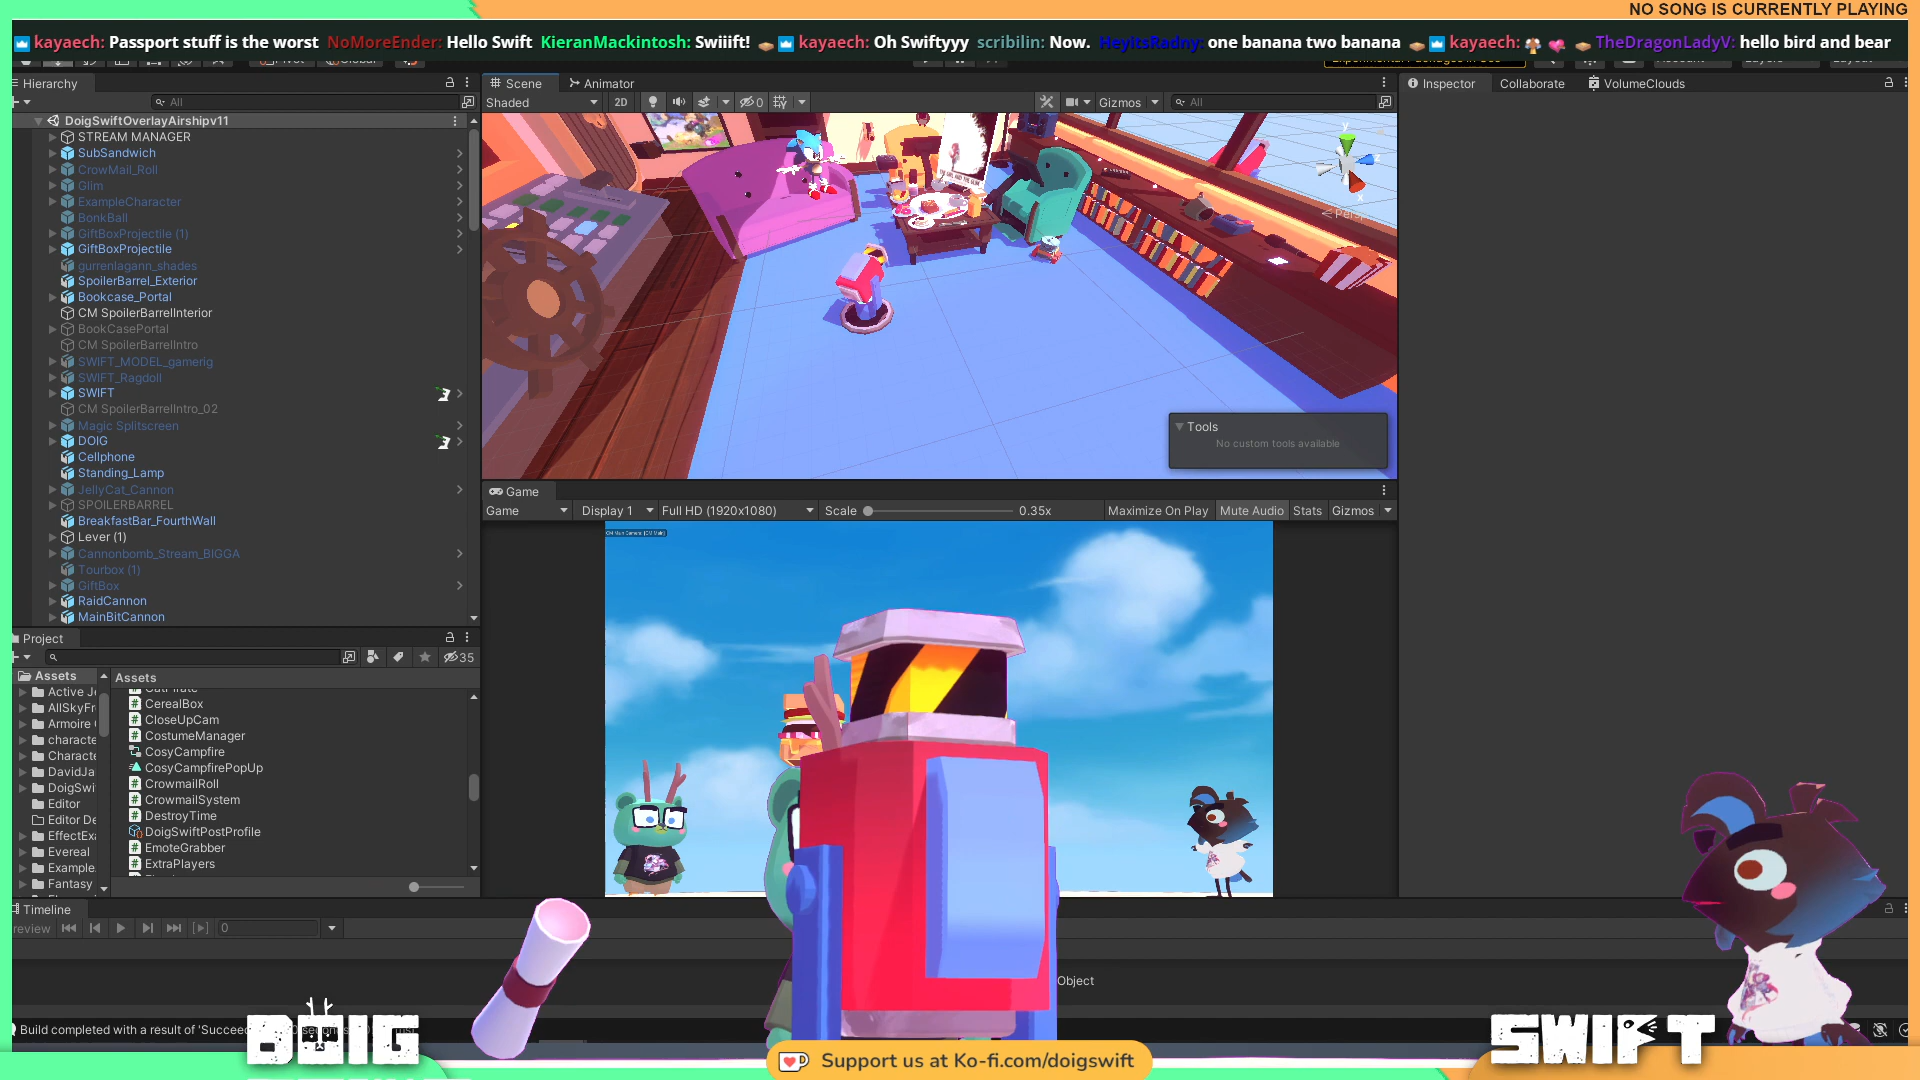 NO SONG IS CURRENTLY PLAYING
kayaech: Passport stuff is the worst NoMoreEnder: Hello Swift KieranMackintosh: Swiiift! kayaech: Oh Swiftyyy scribilin: Now. HeyitsRadny: one banana two banana kayaech: TheDragonLadyV: hello bird and bear
Hierarchy
All
DoigSwiftOverlayAirshipv11
STREAM MANAGER
SubSandwich
CrowMail_Roll
Glim
ExampleCharacter
BonkBall
GiftBoxProjectile (1)
GiftBoxProjectile
gurrenlagann_shades
SpoilerBarrel_Exterior
Bookcase_Portal
CM SpoilerBarrelInterior
BookCasePortal
CM SpoilerBarrelIntro
SWIFT_MODEL_gamerig
SWIFT_Ragdoll
SWIFT
CM SpoilerBarrelIntro_02
Magic Splitscreen
DOIG
Cellphone
Standing_Lamp
JellyCat_Cannon
SPOILERBARREL
BreakfastBar_FourthWall
Lever (1)
Cannonbomb_Stream_BIGGA
Tourbox (1)
GiftBox
RaidCannon
MainBitCannon
Scene Animator
Shaded 2D 0 Gizmos All
Tools
No custom tools available
Game
Game Display 1 Full HD (1920x1080) Scale 0.35x Maximize On Play Mute Audio Stats Gizmos
Inspector Collaborate VolumeClouds
Project
35
Assets
Active Je
AllSkyFr
Armoire
characte
Characte
DavidJa
DoigSwi
Editor
Editor De
EffectExa
Evereal
Example
Fantasy
Assets
CerealBox
CloseUpCam
CostumeManager
CosyCampfire
CosyCampfirePopUp
CrowmailRoll
CrowmailSystem
DestroyTime
DoigSwiftPostProfile
EmoteGrabber
ExtraPlayers
Timeline
review 0
Object
Build completed with a result of 'Succee
DOIG
SWIFT
Support us at Ko-fi.com/doigswift